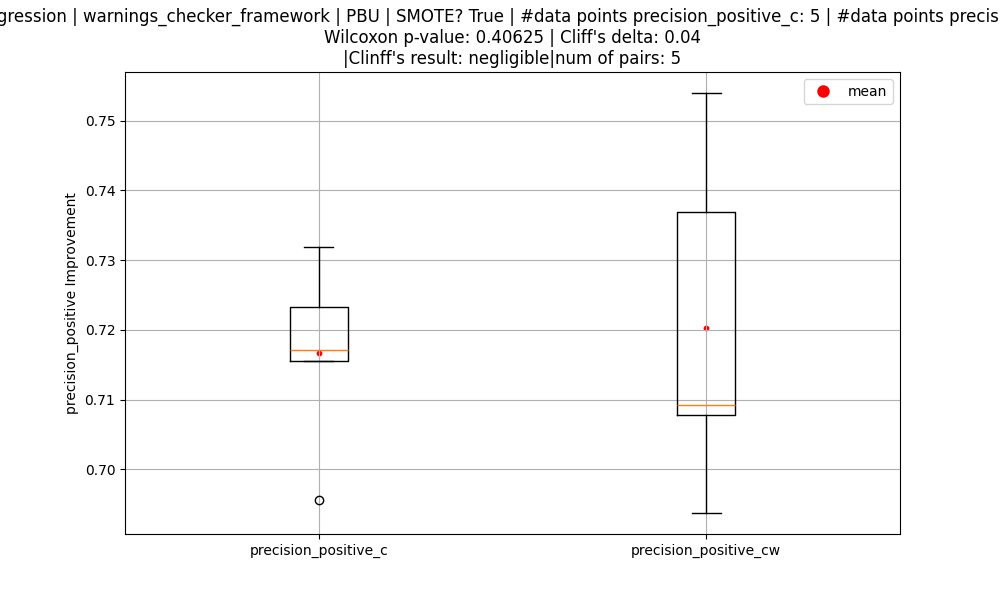 | warnings_checker_framework | PBU | SMOTE? True | #data points precision_positive_c: 5 | #data points
Wilcoxon p-value: 0.40625 | Cliff's delta: 0.04
|Clinff's result: negligible|num of pairs: 5
mean
0.75
0.74
0.73
0.72
0.71
0.70
precision_positive Improvement
precision_positive_c
precision_positive_cw